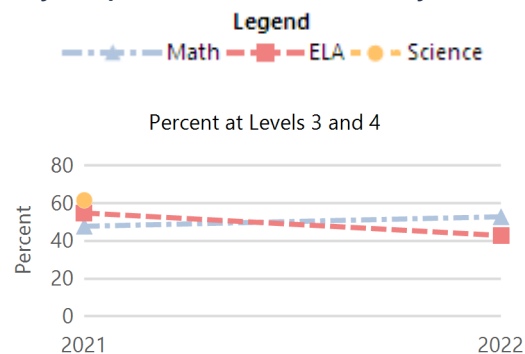 Legend
Math ELA Science
Percent at Levels 3 and 4
80
60
40
20
0
Percent
2021 2022